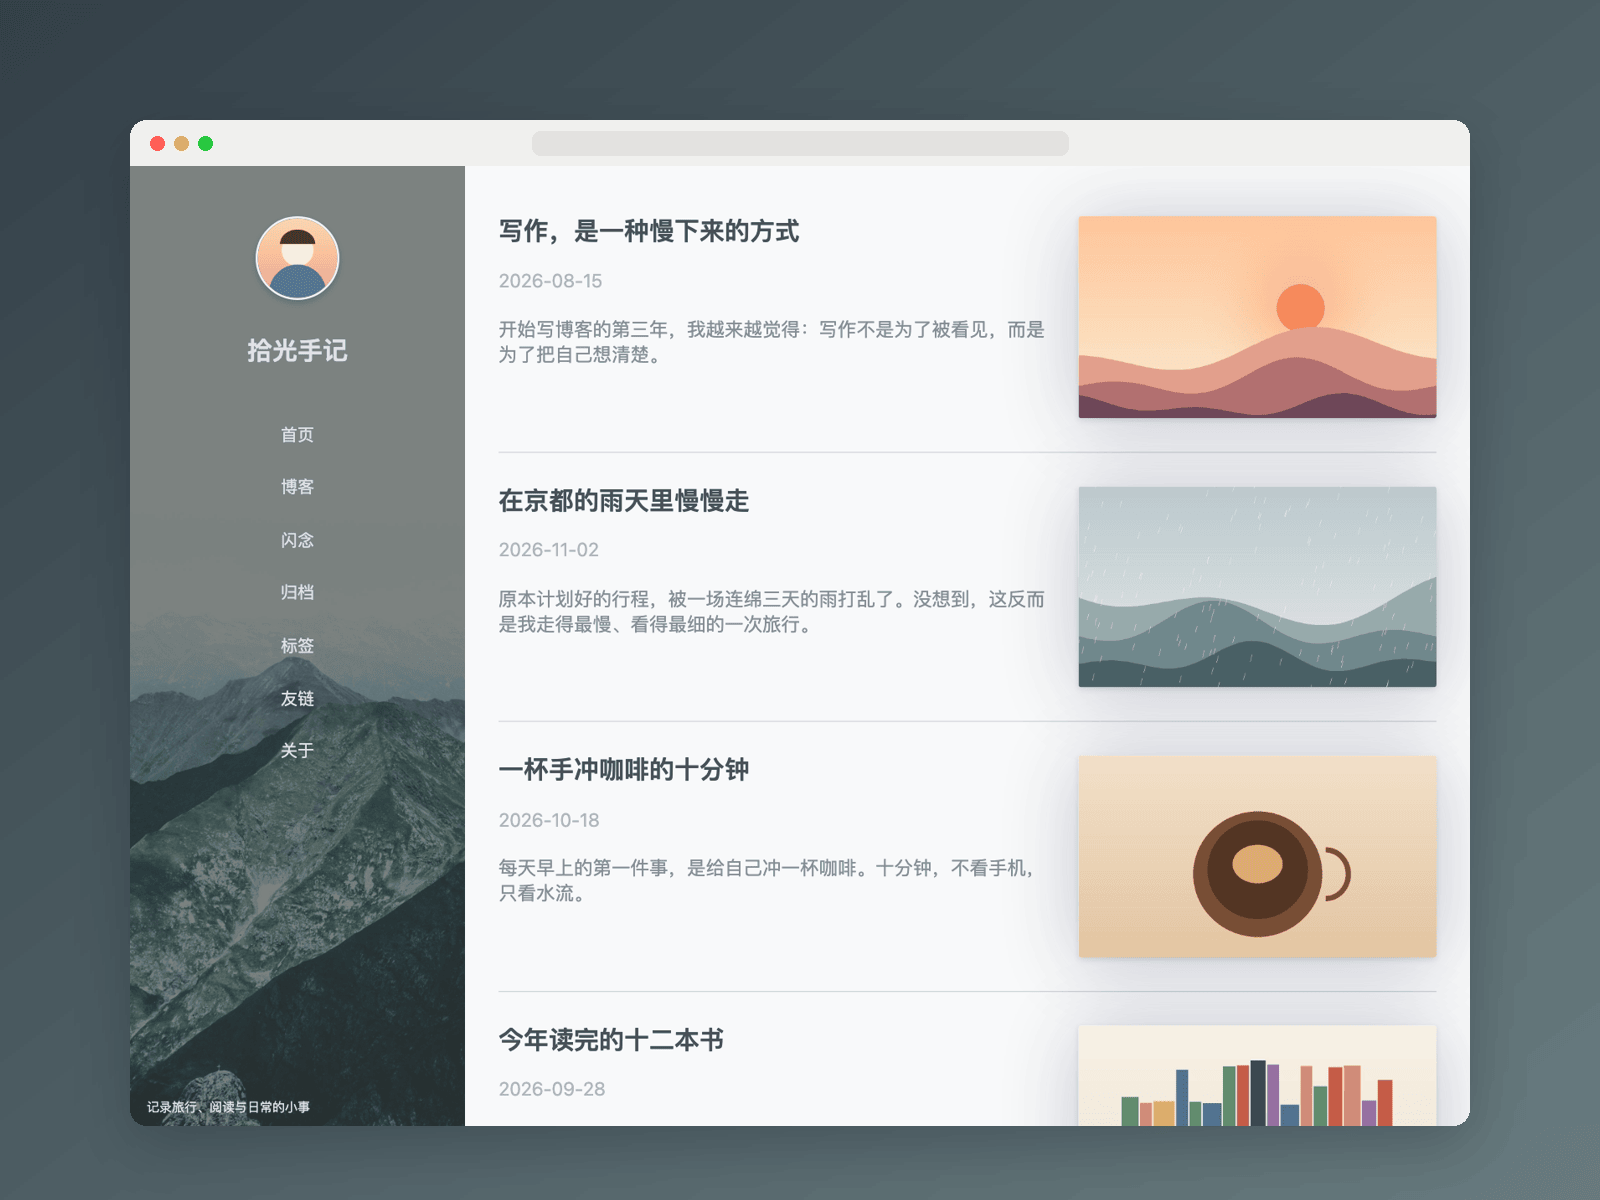 拾光手记
首页
博客
闪念
归档
标签
友链
关于
记录旅行、阅读与日常的小事
写作，是一种慢下来的方式
2026-08-15
开始写博客的第三年，我越来越觉得：写作不是为了被看见，而是
为了把自己想清楚。
在京都的雨天里慢慢走
2026-11-02
原本计划好的行程，被一场连绵三天的雨打乱了。没想到，这反而
是我走得最慢、看得最细的一次旅行。
一杯手冲咖啡的十分钟
2026-10-18
每天早上的第一件事，是给自己冲一杯咖啡。十分钟，不看手机，
只看水流。
今年读完的十二本书
2026-09-28